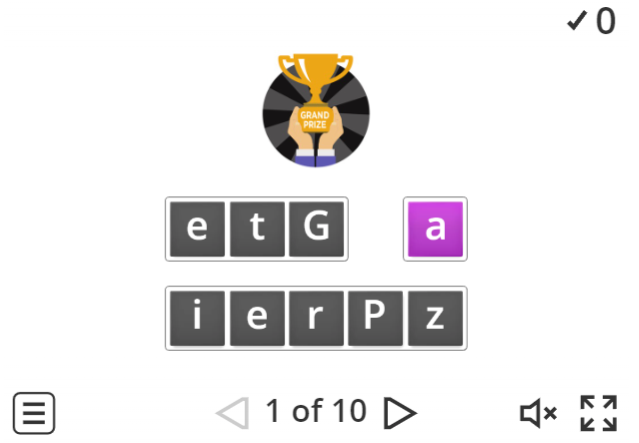 ✓ 0
GRAND
PRIZE
e t G a
i e r P z
1 of 10